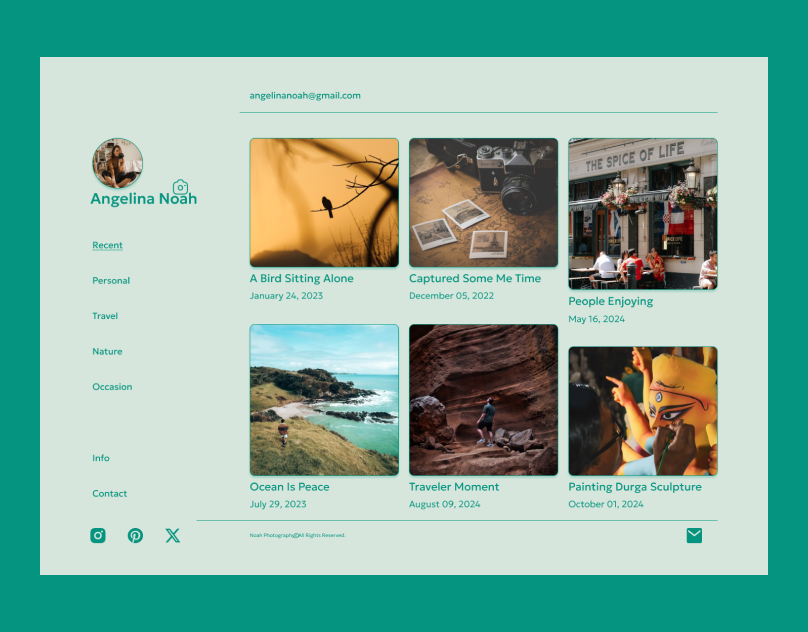 angelinanoah@gmail.com
Angelina Noah
Recent
Personal
Travel
Nature
Occasion
Info
Contact
A Bird Sitting Alone
January 24, 2023
Captured Some Me Time
December 05, 2022
THE SPICE OF LIFE
People Enjoying
May 16, 2024
Ocean Is Peace
July 29, 2023
Traveler Moment
August 09, 2024
Painting Durga Sculpture
October 01, 2024
Noah Photography@All Rights Reserved.